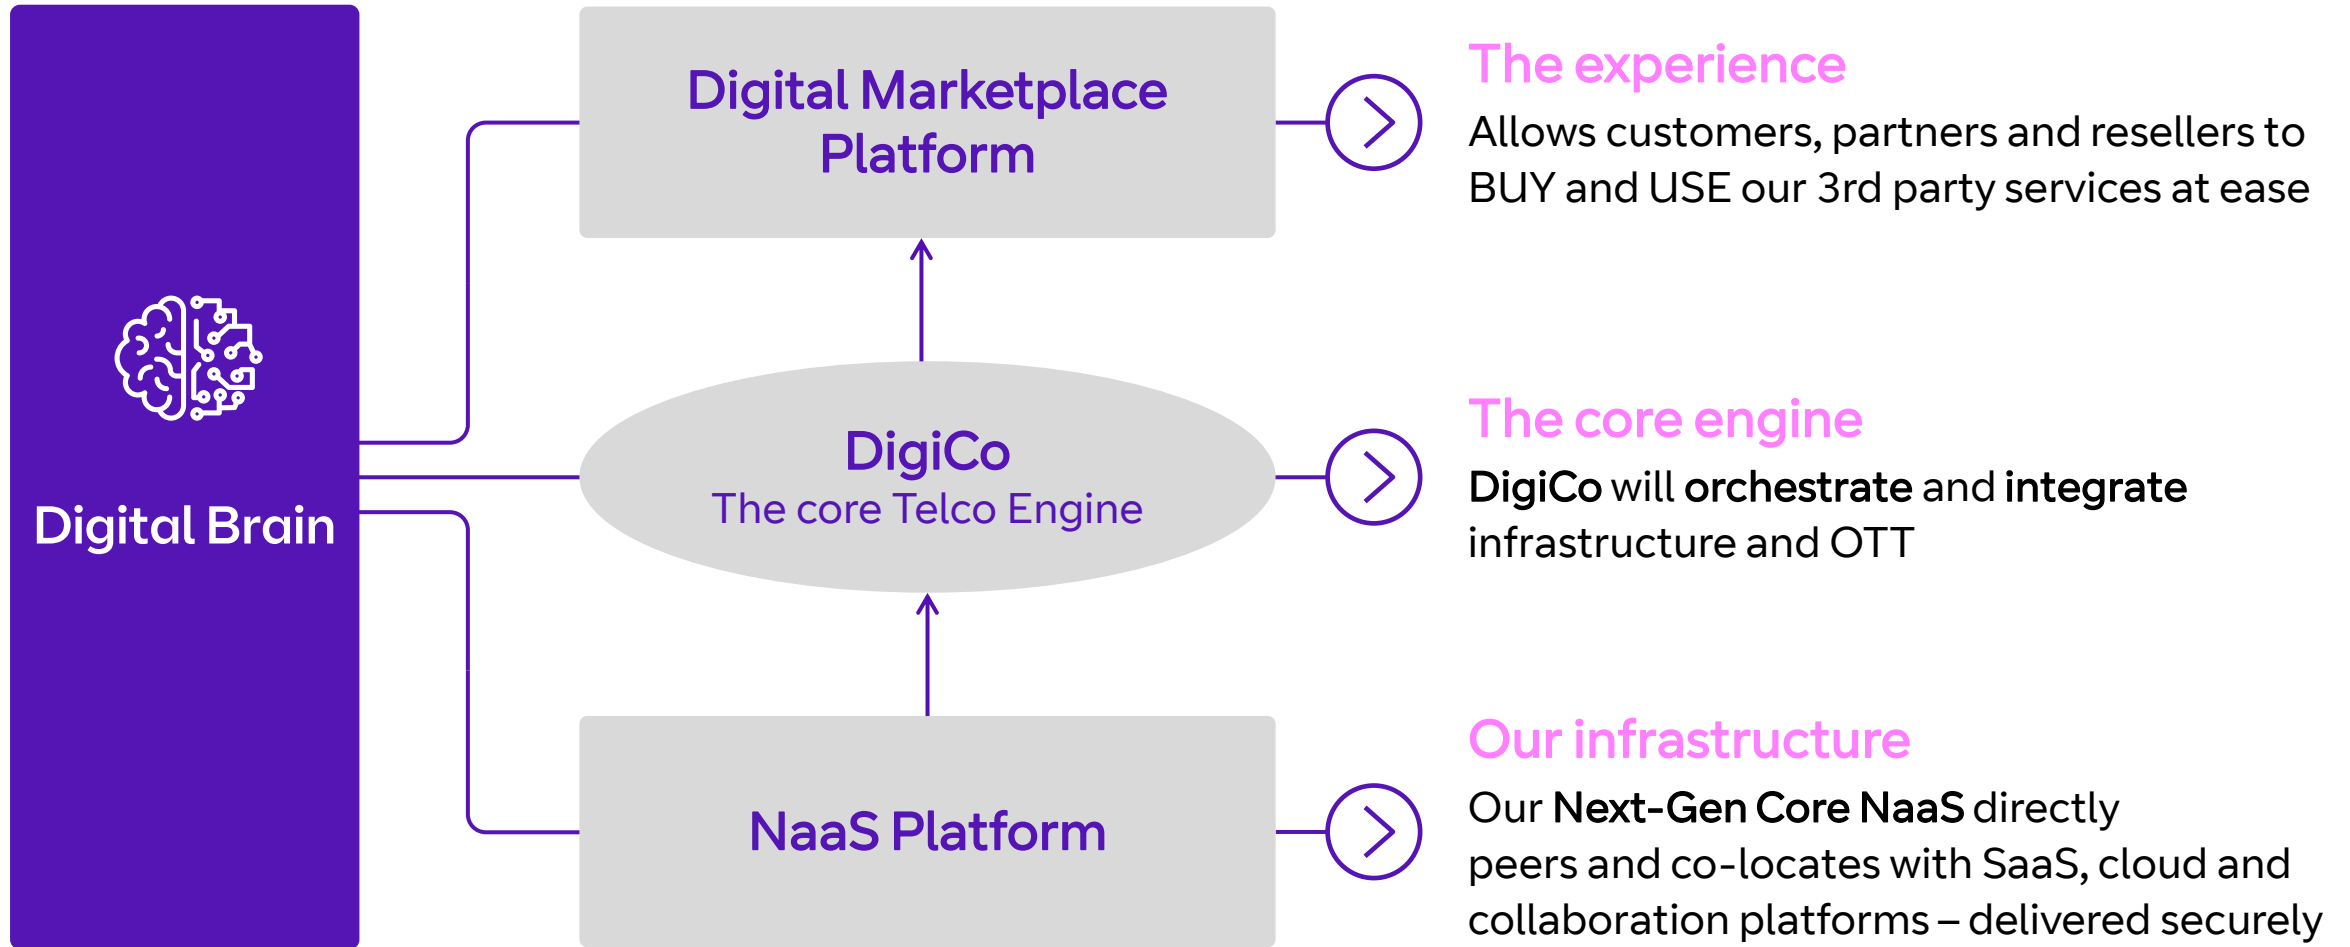 Digital Brain
Digital Marketplace
Platform
The experience
Allows customers, partners and resellers to
BUY and USE our 3rd party services at ease
DigiCo
The core Telco Engine
The core engine
DigiCo will orchestrate and integrate
infrastructure and OTT
NaaS Platform
Our infrastructure
Our Next-Gen Core NaaS directly
peers and co-locates with SaaS, cloud and
collaboration platforms – delivered securely